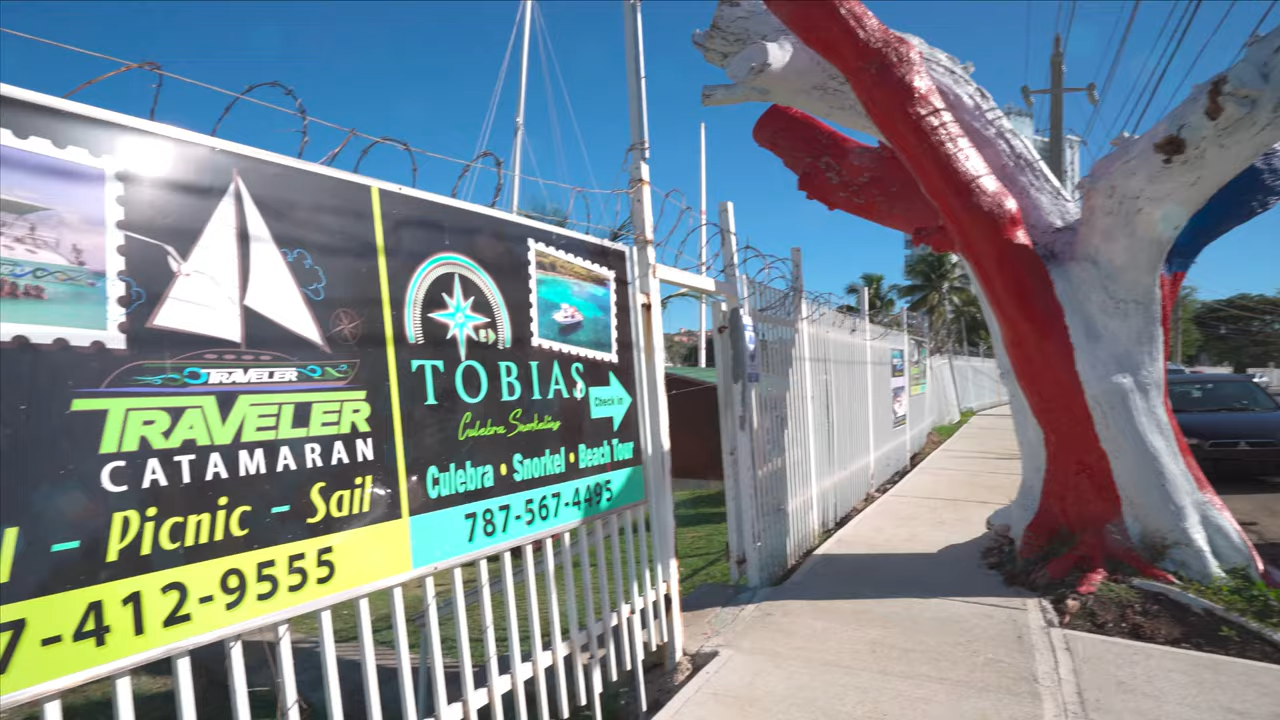 TRAVELER
TRAVELER
CATAMARAN
- Picnic - Sail
7-412-9555
TOBIAS
Culebra Snorkeling
Check in
Culebra • Snorkel • Beach Tour
787-567-4495